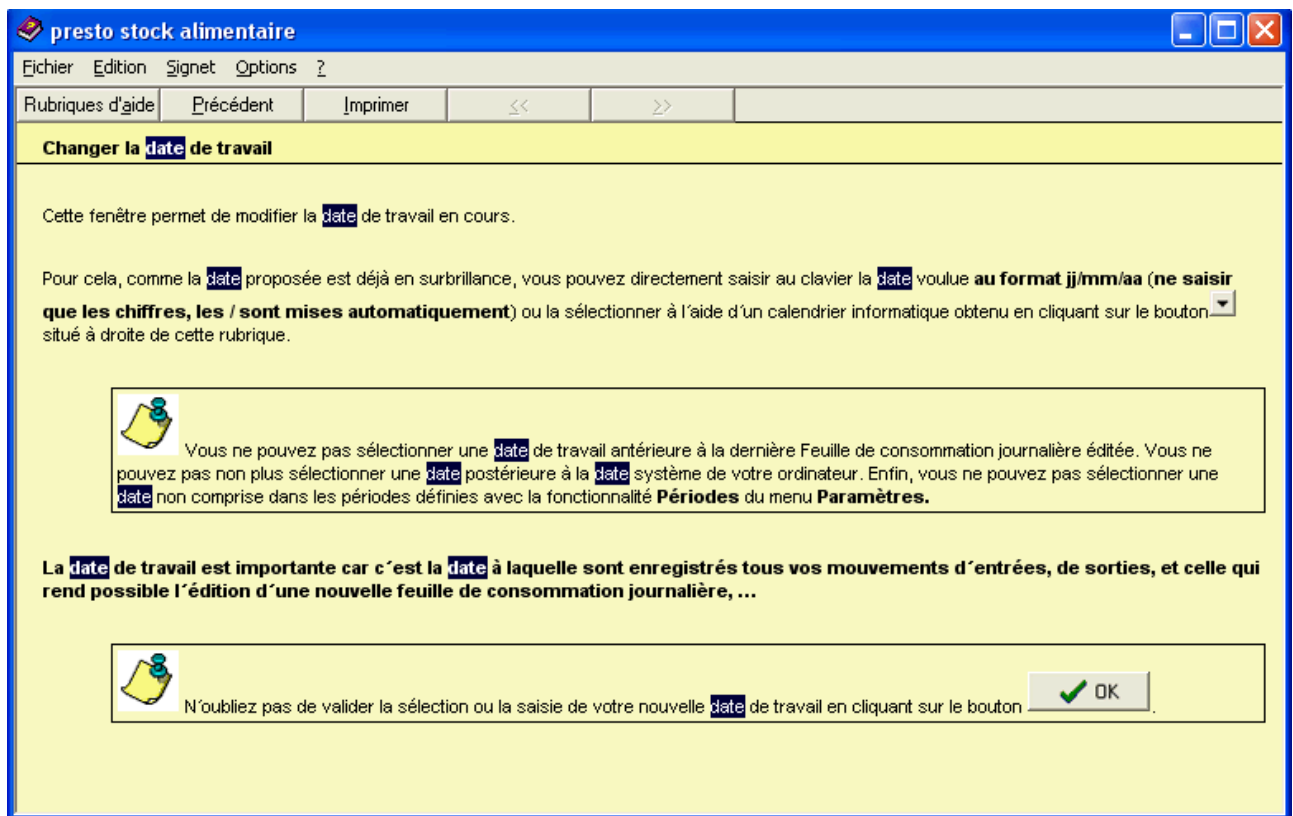 presto stock alimentaire
Fichier Edition Signet Options ?
Rubriques d'aide Précédent Imprimer << >>
Changer la date de travail
Cette fenêtre permet de modifier la date de travail en cours.
Pour cela, comme la date proposée est déjà en surbrillance, vous pouvez directement saisir au clavier la date voulue au format jj/mm/aa (ne saisir
que les chiffres, les / sont mises automatiquement) ou la sélectionner à l´aide d´un calendrier informatique obtenu en cliquant sur le bouton
situé à droite de cette rubrique.
Vous ne pouvez pas sélectionner une date de travail antérieure à la dernière Feuille de consommation journalière éditée. Vous ne
pouvez pas non plus sélectionner une date postérieure à la date système de votre ordinateur. Enfin, vous ne pouvez pas sélectionner une
date non comprise dans les périodes définies avec la fonctionnalité Périodes du menu Paramètres.
La date de travail est importante car c´est la date à laquelle sont enregistrés tous vos mouvements d´entrées, de sorties, et celle qui
rend possible l´édition d´une nouvelle feuille de consommation journalière, ...
N´oubliez pas de valider la sélection ou la saisie de votre nouvelle date de travail en cliquant sur le bouton OK.